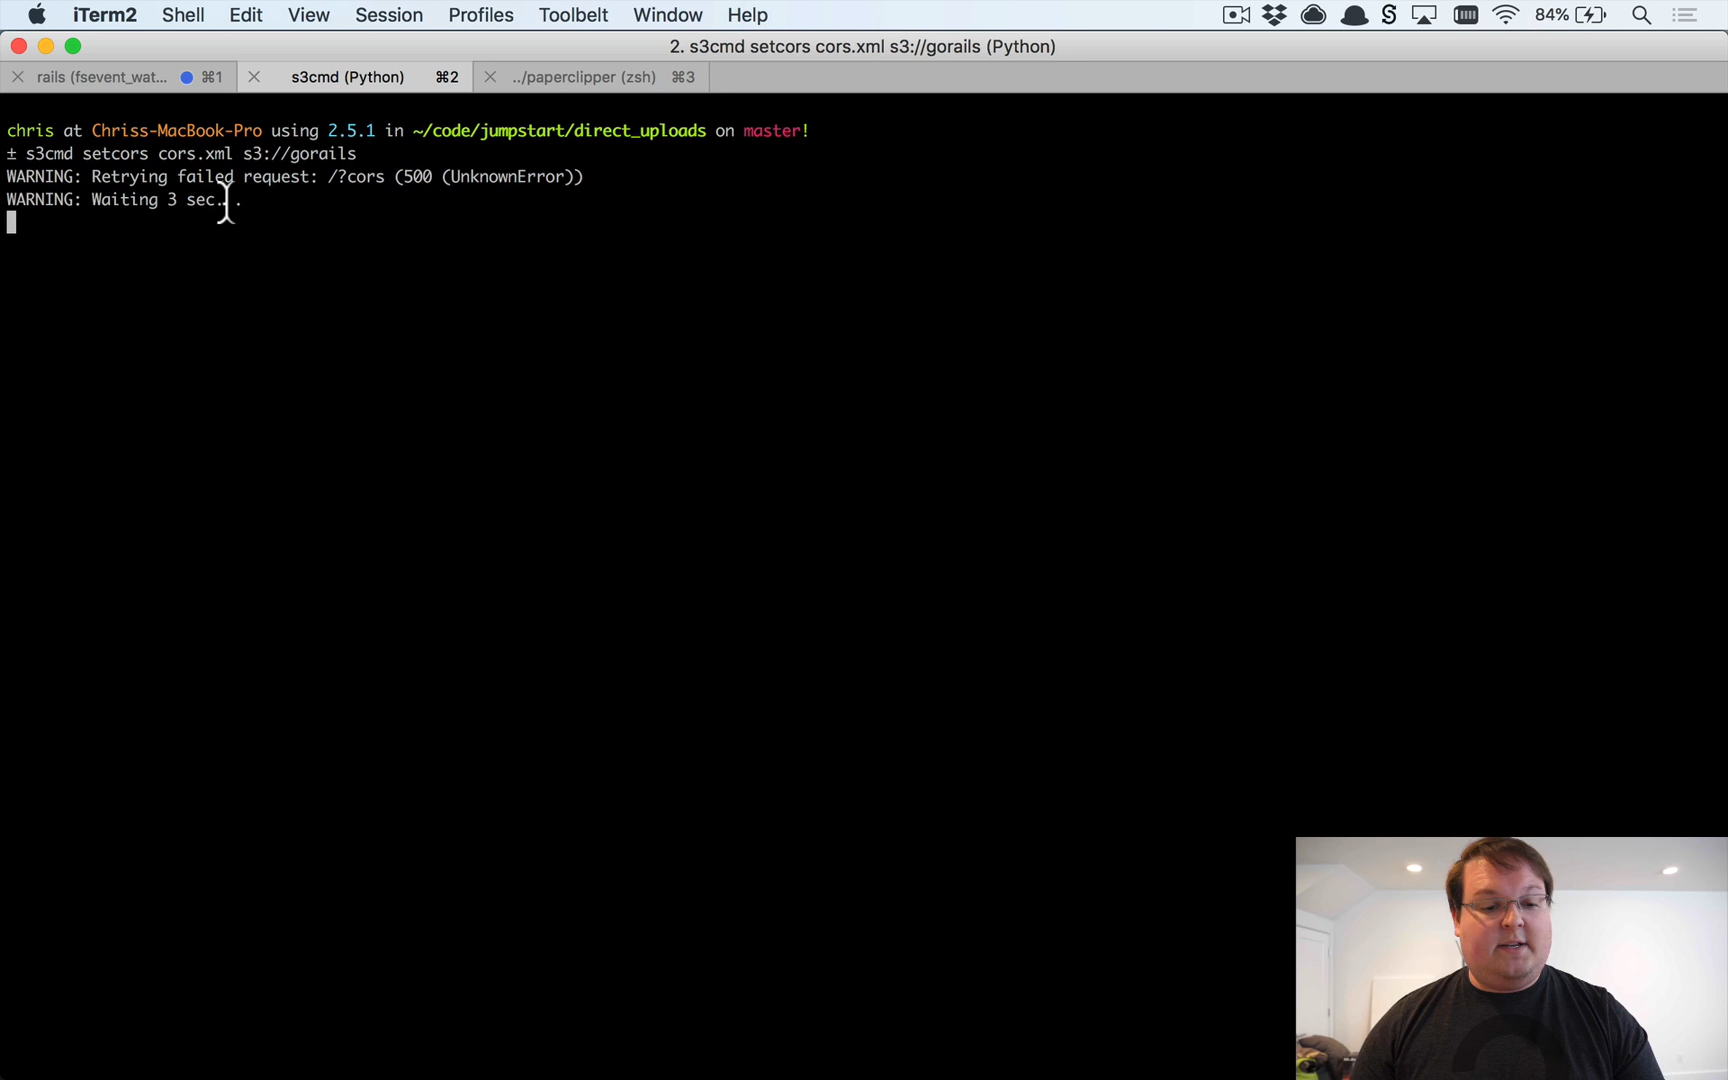 iTerm2 Shell Edit View Session Profiles Toolbelt Window Help 84%
2. s3cmd setcors cors.xml s3://gorails (Python)
rails (fsevent_wat... ⌘1 s3cmd (Python) ⌘2 ../paperclipper (zsh) ⌘3
chris at Chriss-MacBook-Pro using 2.5.1 in ~/code/jumpstart/direct_uploads on master!
± s3cmd setcors cors.xml s3://gorails
WARNING: Retrying failed request: /?cors (500 (UnknownError))
WARNING: Waiting 3 sec...